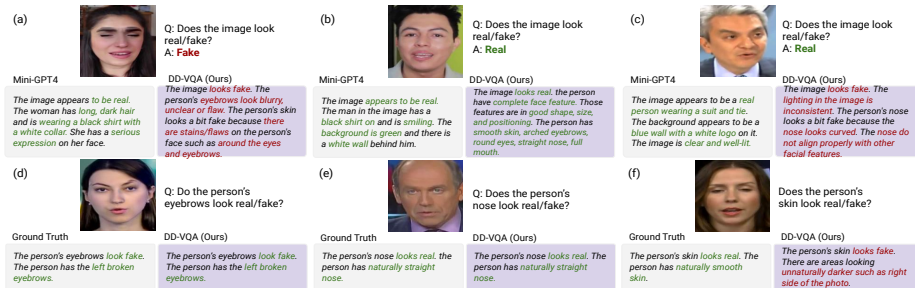 (a)
Q: Does the image look
real/fake?
A: Fake
Mini-GPT4
DD-VQA (Ours)
The image appears to be real.
The woman has long, dark hair
and is wearing a black shirt with
a white collar. She has a serious
expression on her face.
The image looks fake. The
person's eyebrows look blurry,
unclear or flaw. The person's skin
look a bit fake because there
are stains/flaws on the person's
face such as around the eyes
and eyebrows.
(b)
Q: Does the image look
real/fake?
A: Real
Mini-GPT4
DD-VQA (Ours)
The image appears to be real.
The man in the image has a
black shirt on and is smiling. The
background is green and there is
a white wall behind him.
The image looks real. the person
have complete face feature. Those
features are in good shape, size,
and positioning. The person has
smooth skin, arched eyebrows,
round eyes, straight nose, full
mouth.
(c)
Q: Does the image look
real/fake?
A: Real
Mini-GPT4
DD-VQA (Ours)
The image appears to be a real
person wearing a suit and tie.
The background appears to be a
blue wall with a white logo on it.
The image is clear and well-lit.
The image looks fake. The
lighting in the image is
inconsistent. The person's nose
looks a bit fake because the
nose looks curved. The nose do
not align properly with other
facial features.
(d)
Q: Do the person's
eyebrows look real/fake?
Ground Truth
DD-VQA (Ours)
The person's eyebrows look fake.
The person has the left broken
eyebrows.
The person's eyebrows look fake.
The person has the left broken
eyebrows.
(e)
Q: Does the person's
nose look real/fake?
Ground Truth
DD-VQA (Ours)
The person's nose looks real. the
person has naturally straight
nose.
The person's nose looks real. The
person has naturally straight
nose.
(f)
Does the person's
skin look real/fake?
Ground Truth
DD-VQA (Ours)
The person's skin looks real. The
person has naturally smooth
skin.
The person's skin looks fake.
There are areas looking
unnaturally darker such as right
side of the photo.